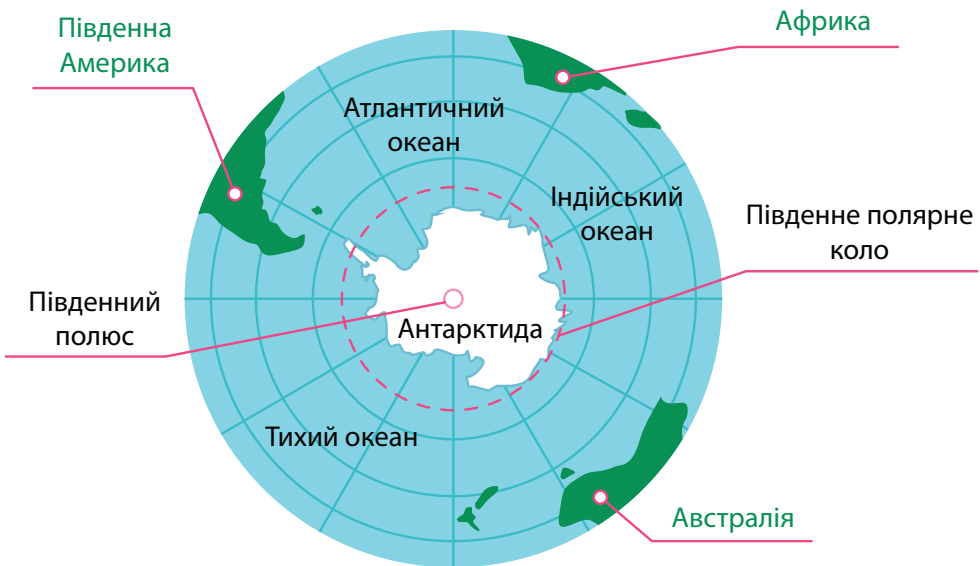 Південна
Америка
Африка
Атлантичний
океан
Індійський
океан
Південне полярне
коло
Південний
полюс
Антарктида
Тихий океан
Австралія